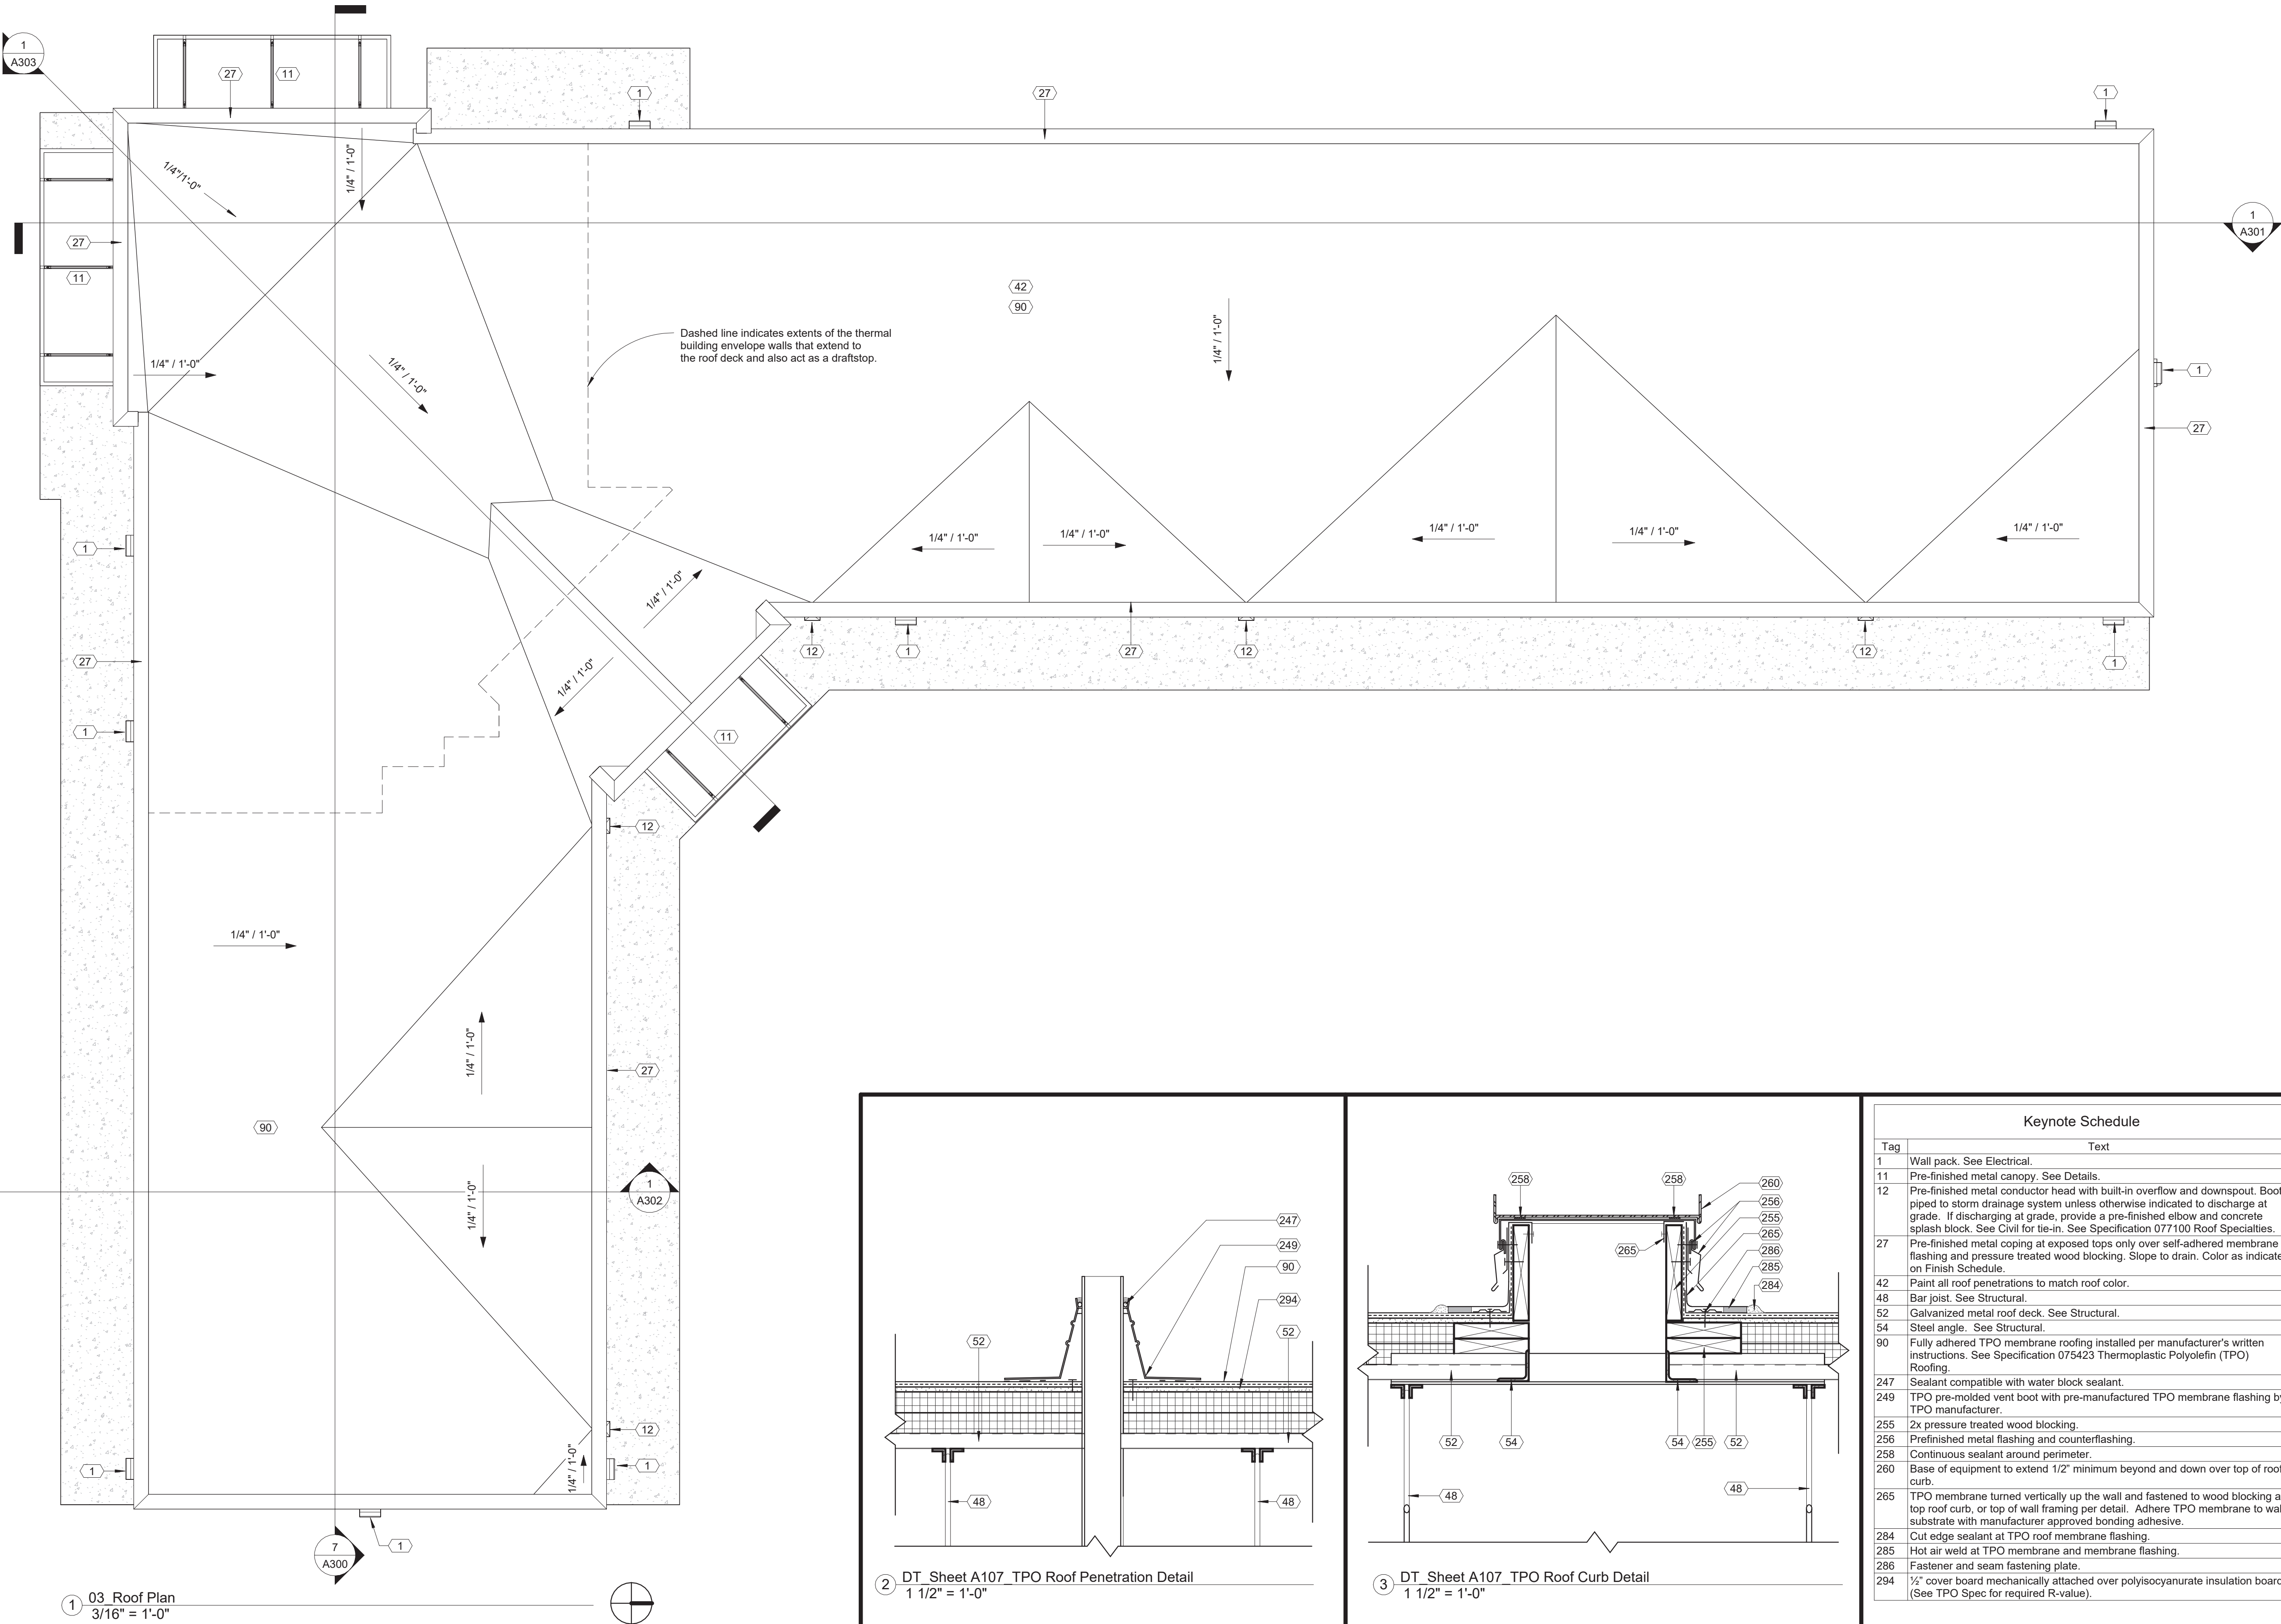 1
A303
27
11
1
27
1
1/4"/1'-0"
1/4" / 1'-0"
1
A301
27
11
42
90
Dashed line indicates extents of the thermal
building envelope walls that extend to
the roof deck and also act as a draftstop.
1/4" / 1'-0"
1/4" / 1'-0"
1/4" / 1'-0"
1
27
1/4" / 1'-0"
1/4" / 1'-0"
1/4" / 1'-0"
1/4" / 1'-0"
1/4" / 1'-0"
1
1/4" / 1'-0"
12
1
27
12
12
1
27
1/4" / 1'-0"
1
11
12
1/4" / 1'-0"
1/4" / 1'-0"
27
90
1/4" / 1'-0"
1
A302
12
1
1/4" / 1'-0"
1
7
A300
1
1 03_Roof Plan
3/16" = 1'-0"
247
249
90
294
52
52
48
48
2 DT_Sheet A107_TPO Roof Penetration Detail
1 1/2" = 1'-0"
258
258
260
256
255
265
265
286
285
284
52
54
54
255
52
48
48
3 DT_Sheet A107_TPO Roof Curb Detail
1 1/2" = 1'-0"
Keynote Schedule
Tag Text
1 Wall pack. See Electrical.
11 Pre-finished metal canopy. See Details.
12 Pre-finished metal conductor head with built-in overflow and downspout. Boot
piped to storm drainage system unless otherwise indicated to discharge at
grade. If discharging at grade, provide a pre-finished elbow and concrete
splash block. See Civil for tie-in. See Specification 077100 Roof Specialties.
27 Pre-finished metal coping at exposed tops only over self-adhered membrane
flashing and pressure treated wood blocking. Slope to drain. Color as
on Finish Schedule.
42 Paint all roof penetrations to match roof color.
48 Bar joist. See Structural.
52 Galvanized metal roof deck. See Structural.
54 Steel angle. See Structural.
90 Fully adhered TPO membrane roofing installed per manufacturer's written
instructions. See Specification 075423 Thermoplastic Polyolefin (TPO)
Roofing.
247 Sealant compatible with water block sealant.
249 TPO pre-molded vent boot with pre-manufactured TPO membrane flashing
TPO manufacturer.
255 2x pressure treated wood blocking.
256 Prefinished metal flashing and counterflashing.
258 Continuous sealant around perimeter.
260 Base of equipment to extend 1/2" minimum beyond and down over top of roof
curb.
265 TPO membrane turned vertically up the wall and fastened to wood blocking
top roof curb, or top of wall framing per detail. Adhere TPO membrane to
substrate with manufacturer approved bonding adhesive.
284 Cut edge sealant at TPO roof membrane flashing.
285 Hot air weld at TPO membrane and membrane flashing.
286 Fastener and seam fastening plate.
294 ½" cover board mechanically attached over polyisocyanurate insulation board
(See TPO Spec for required R-value).